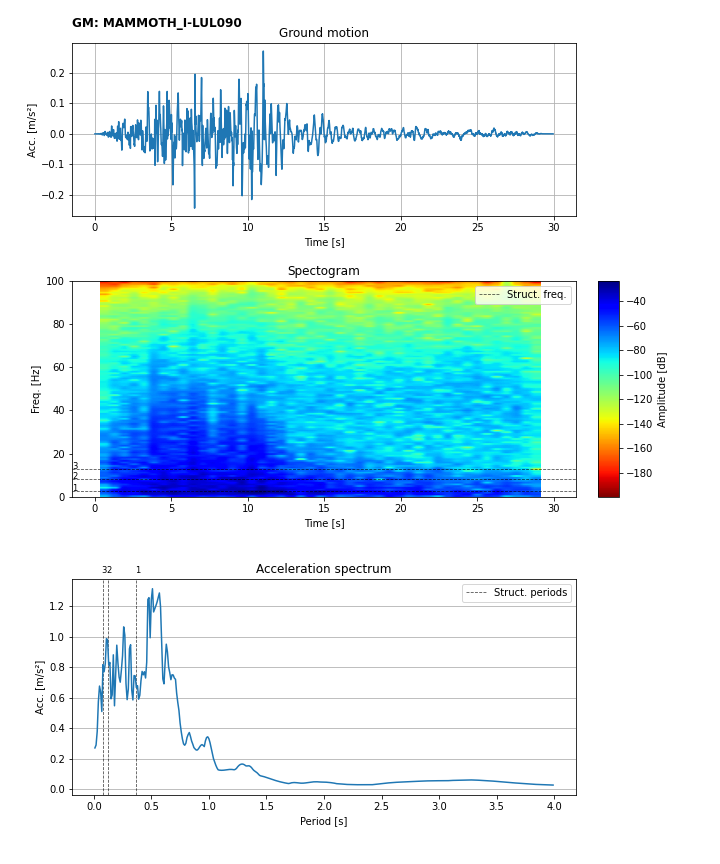 GM: MAMMOTH_I-LUL090
Ground motion
Acc. [m/s²]
0.2
0.1
0.0
−0.1
−0.2
0 5 10 15 20 25 30
Time [s]
Spectogram
Freq. [Hz]
100
80
60
40
20
0
3
2
1
Struct. freq.
0 5 10 15 20 25 30
Time [s]
−40
−60
−80
−100
−120
−140
−160
−180
Amplitude [dB]
3 2 1
Acceleration spectrum
Acc. [m/s²]
1.2
1.0
0.8
0.6
0.4
0.2
0.0
Struct. periods
0.0 0.5 1.0 1.5 2.0 2.5 3.0 3.5 4.0
Period [s]